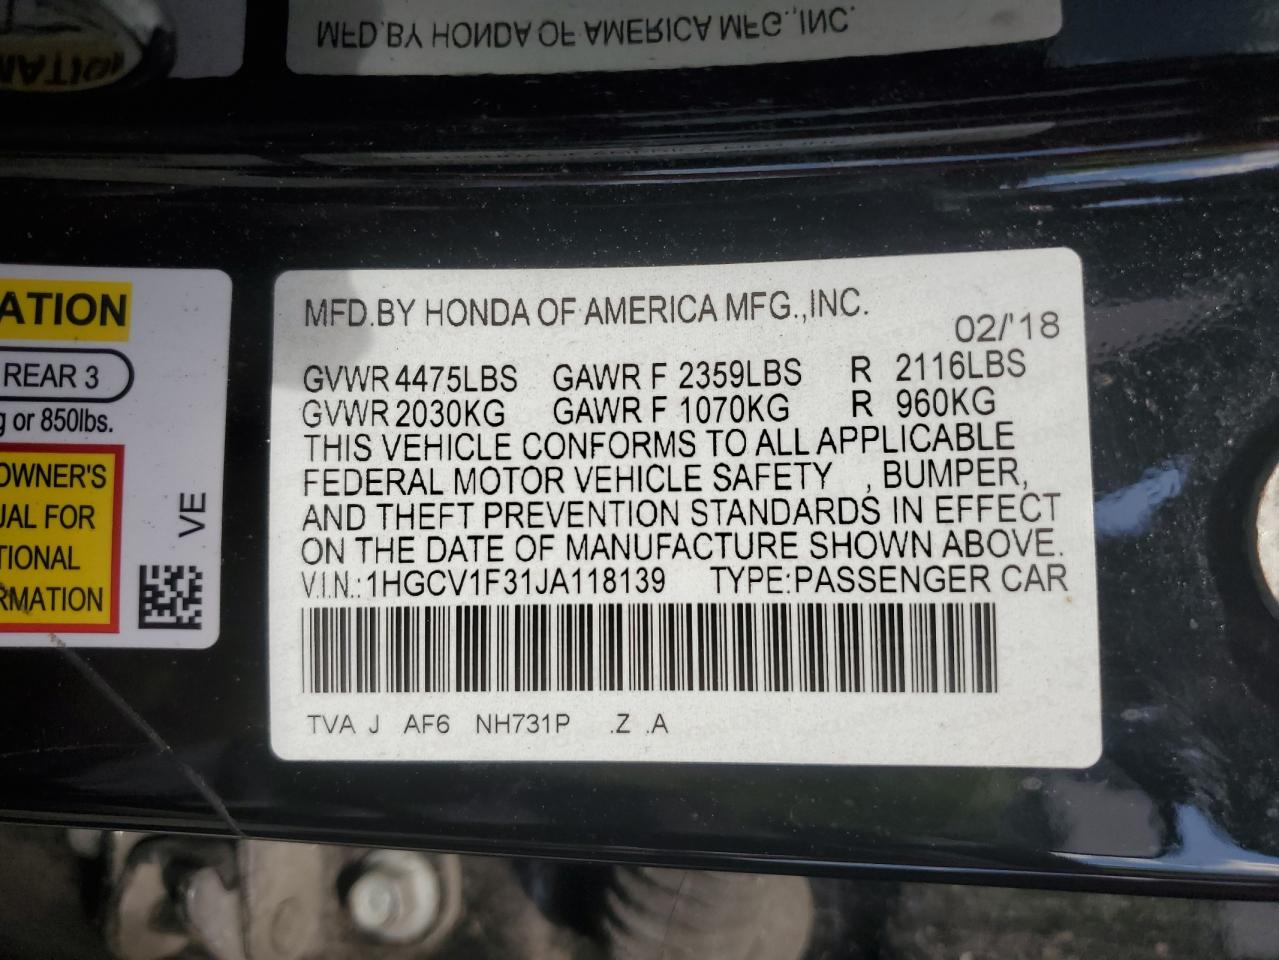 MFD.BY HONDA OF AMERICA MFG.,INC.
ATION
REAR 3
g or 850lbs.
OWNER'S
UAL FOR
TIONAL
RMATION
VE
MFD.BY HONDA OF AMERICA MFG.,INC.
02/'18
GVWR 4475LBS GAWR F 2359LBS R 2116LBS
GVWR 2030KG GAWR F 1070KG R 960KG
THIS VEHICLE CONFORMS TO ALL APPLICABLE
FEDERAL MOTOR VEHICLE SAFETY , BUMPER,
AND THEFT PREVENTION STANDARDS IN EFFECT
ON THE DATE OF MANUFACTURE SHOWN ABOVE.
V.I.N.: 1HGCV1F31JA118139 TYPE:PASSENGER CAR
TVA J AF6 NH731P .Z .A